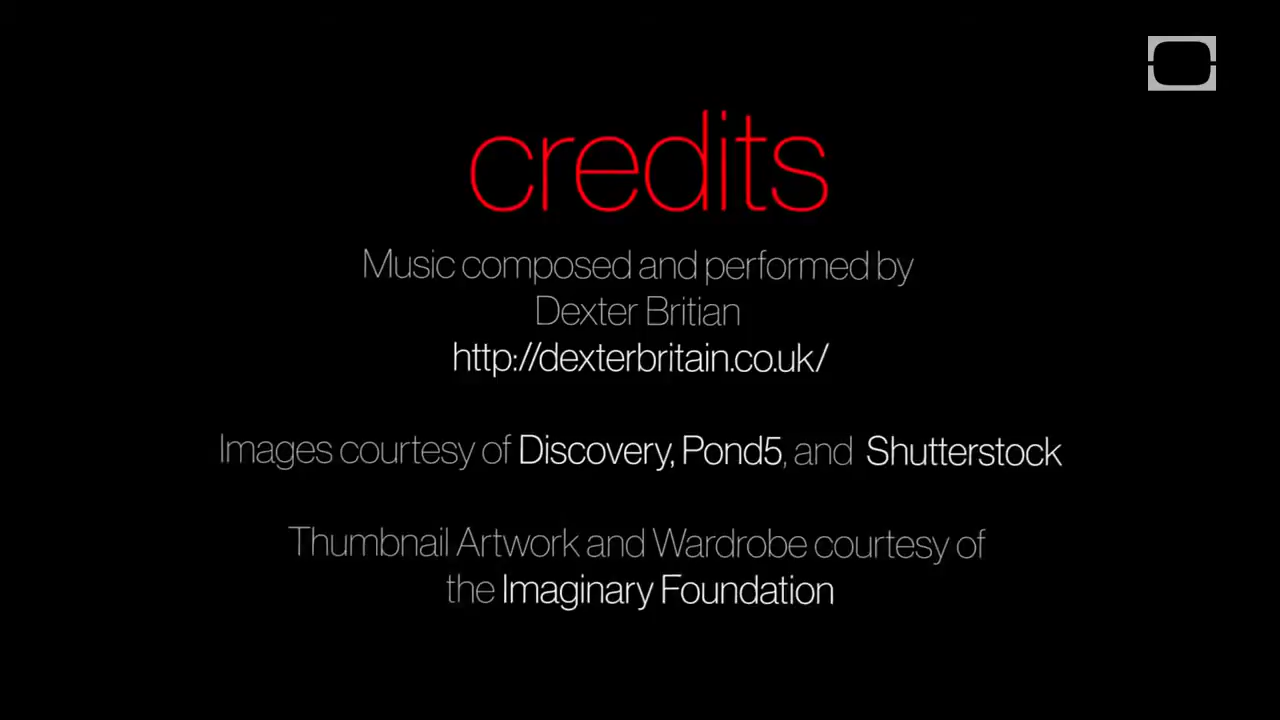 credits
Music composed and performed by
Dexter Britian
http://dexterbritain.co.uk/
Images courtesy of Discovery, Pond5, and Shutterstock
Thumbnail Artwork and Wardrobe courtesy of
the Imaginary Foundation